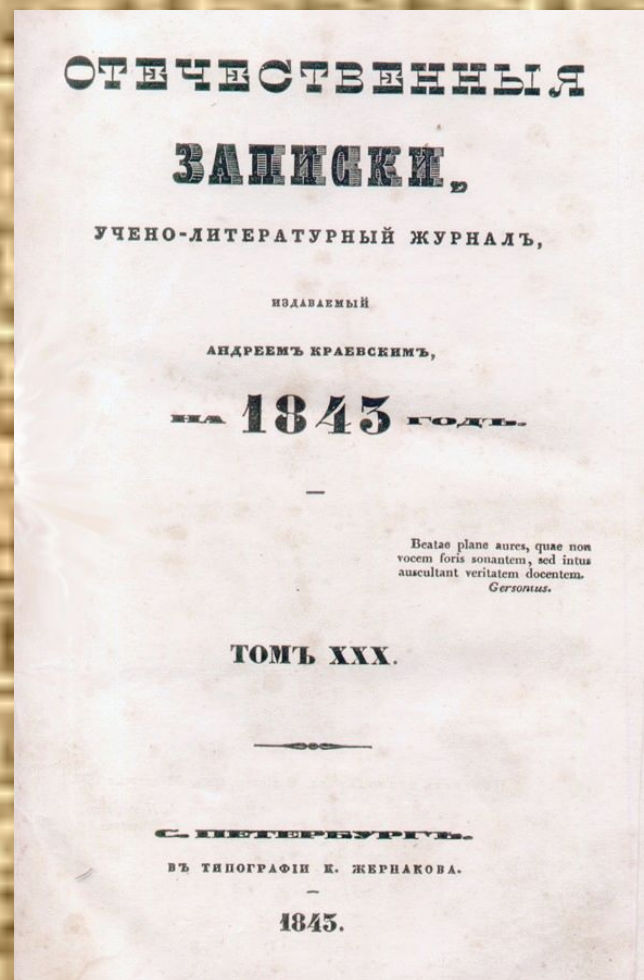 ОТЕЧЕСТВЕННЫЯ
ЗАПИСКИ,
УЧЕНО-ЛИТЕРАТУРНЫЙ ЖУРНАЛЪ,
ИЗДАВАЕМЫЙ
АНДРЕЕМЪ КРАЕВСКИМЪ,
НА 1843 ГОДЪ.
Beatae plane aures, quae non
vocem foris sonantem, sed intus
auscultant veritatem docentem.
Gersonius.
ТОМЪ XXX.
С. ПЕТЕРБУРГЪ.
ВЪ ТИПОГРАФІИ К. ЖЕРНАКОВА.
1843.